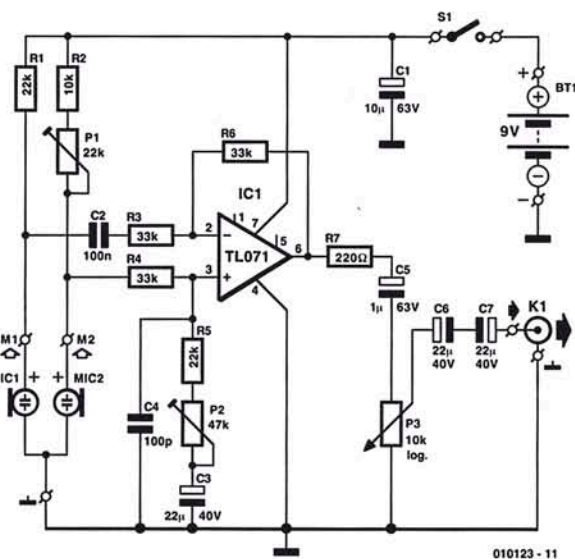 S1
R1
22k
R2
10k
C1
10µ
63V
+
BT1
9V
–
P1
22k
R6
33k
IC1
C2
100n
R3
33k
2
–
1
7
TL071
5
6
R7
220Ω
R4
33k
3
+
4
C5
1µ
63V
C6
22µ
40V
C7
22µ
40V
K1
M1
M2
IC1
+
+
MIC2
R5
22k
C4
100p
P2
47k
P3
10k
log.
C3
22µ
40V
010123 - 11